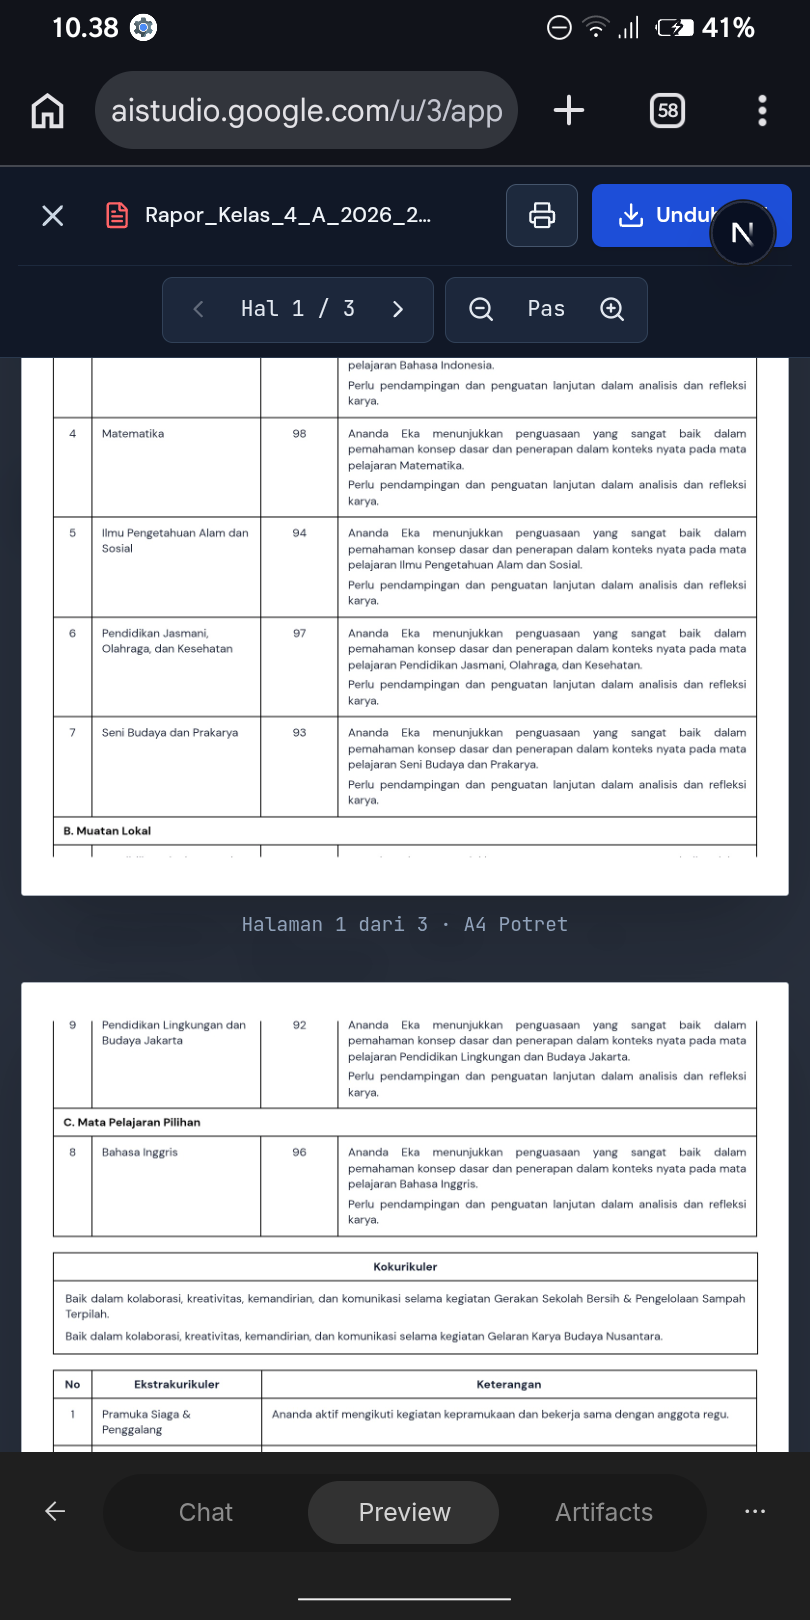 10.38
41%
aistudio.google.com/u/3/app
58
Rapor_Kelas_4_A_2026_2...
Hal 1 / 3
Pas
pelajaran Bahasa Indonesia.
Perlu pendampingan dan penguatan lanjutan dalam analisis dan refleksi
karya.
4 Matematika 98 Ananda Eka menunjukkan penguasaan yang sangat baik dalam
pemahaman konsep dasar dan penerapan dalam konteks nyata pada mata
pelajaran Matematika.
Perlu pendampingan dan penguatan lanjutan dalam analisis dan refleksi
karya.
5 Ilmu Pengetahuan Alam dan 94 Ananda Eka menunjukkan penguasaan yang sangat baik dalam
Sosial pemahaman konsep dasar dan penerapan dalam konteks nyata pada mata
pelajaran Ilmu Pengetahuan Alam dan Sosial.
Perlu pendampingan dan penguatan lanjutan dalam analisis dan refleksi
karya.
6 Pendidikan Jasmani, 97 Ananda Eka menunjukkan penguasaan yang sangat baik dalam
Olahraga, dan Kesehatan pemahaman konsep dasar dan penerapan dalam konteks nyata pada mata
pelajaran Pendidikan Jasmani, Olahraga, dan Kesehatan.
Perlu pendampingan dan penguatan lanjutan dalam analisis dan refleksi
karya.
7 Seni Budaya dan Prakarya 93 Ananda Eka menunjukkan penguasaan yang sangat baik dalam
pemahaman konsep dasar dan penerapan dalam konteks nyata pada mata
pelajaran Seni Budaya dan Prakarya.
Perlu pendampingan dan penguatan lanjutan dalam analisis dan refleksi
karya.
B. Muatan Lokal
Halaman 1 dari 3 · A4 Potret
9 Pendidikan Lingkungan dan 92 Ananda Eka menunjukkan penguasaan yang sangat baik dalam
Budaya Jakarta pemahaman konsep dasar dan penerapan dalam konteks nyata pada mata
pelajaran Pendidikan Lingkungan dan Budaya Jakarta.
Perlu pendampingan dan penguatan lanjutan dalam analisis dan refleksi
karya.
C. Mata Pelajaran Pilihan
8 Bahasa Inggris 96 Ananda Eka menunjukkan penguasaan yang sangat baik dalam
pemahaman konsep dasar dan penerapan dalam konteks nyata pada mata
pelajaran Bahasa Inggris.
Perlu pendampingan dan penguatan lanjutan dalam analisis dan refleksi
karya.
Kokurikuler
Baik dalam kolaborasi, kreativitas, kemandirian, dan komunikasi selama kegiatan Gerakan Sekolah Bersih & Pengelolaan Sampah
Terpilah.
Baik dalam kolaborasi, kreativitas, kemandirian, dan komunikasi selama kegiatan Gelaran Karya Budaya Nusantara.
No Ekstrakurikuler Keterangan
1 Pramuka Siaga & Ananda aktif mengikuti kegiatan kepramukaan dan bekerja sama dengan anggota regu.
Penggalang
Chat Preview Artifacts